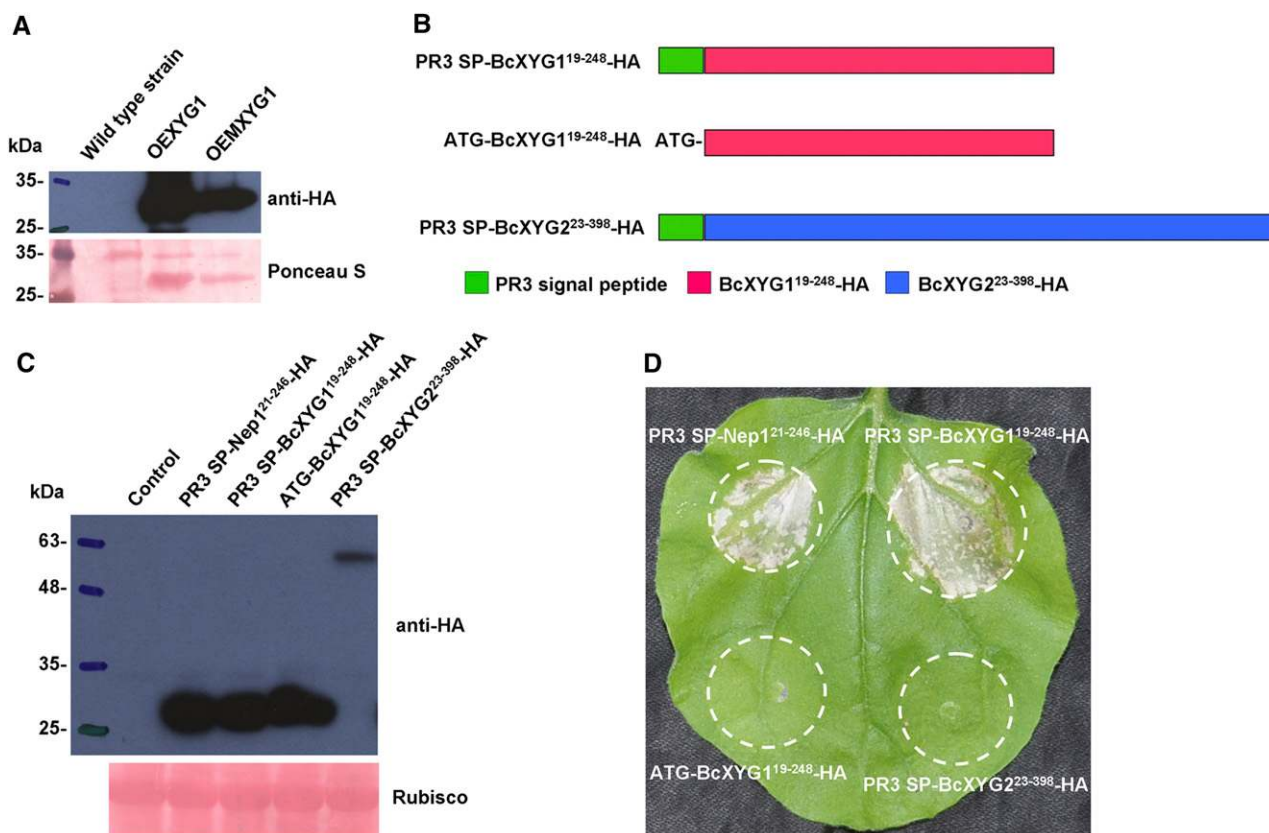 A
Wild type strain
OEXYG1
OEMXYG1
kDa
35-
25-
anti-HA
35-
25-
Ponceau S
B
PR3 SP-BcXYG1¹⁹⁻²⁴⁸-HA
ATG-BcXYG1¹⁹⁻²⁴⁸-HA ATG-
PR3 SP-BcXYG2²³⁻³⁹⁸-HA
PR3 signal peptide BcXYG1¹⁹⁻²⁴⁸-HA BcXYG2²³⁻³⁹⁸-HA
C
Control
PR3 SP-Nep1²¹⁻²⁴⁶-HA
PR3 SP-BcXYG1¹⁹⁻²⁴⁸-HA
ATG-BcXYG1¹⁹⁻²⁴⁸-HA
PR3 SP-BcXYG2²³⁻³⁹⁸-HA
kDa
63-
48-
35-
25-
anti-HA
Rubisco
D
PR3 SP-Nep1²¹⁻²⁴⁶-HA PR3 SP-BcXYG1¹⁹⁻²⁴⁸-HA
ATG-BcXYG1¹⁹⁻²⁴⁸-HA PR3 SP-BcXYG2²³⁻³⁹⁸-HA